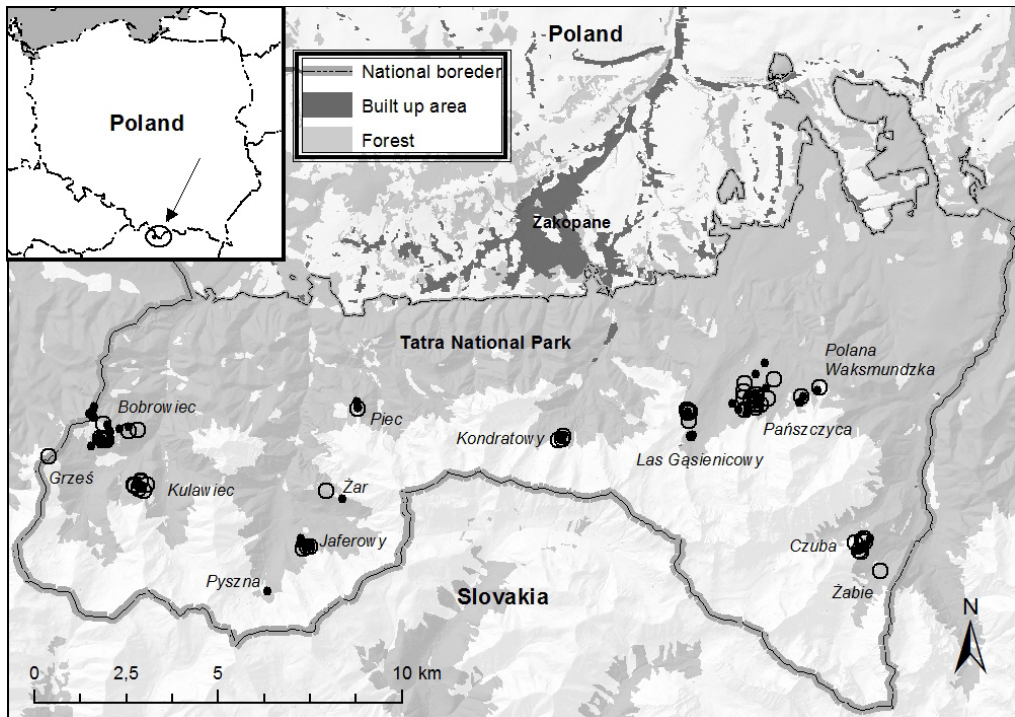 Poland
Poland
National boreder
Built up area
Forest
Zakopane
Tatra National Park
Polana
Waksmundzka
Bobrowiec
Piec
Pańszczyca
Kondratowy
Las Gąsienicowy
Grześ
Kulawiec
Żar
Jaferowy
Czuba
Pyszna
Żabie
Slovakia
N
0 2,5 5 10 km